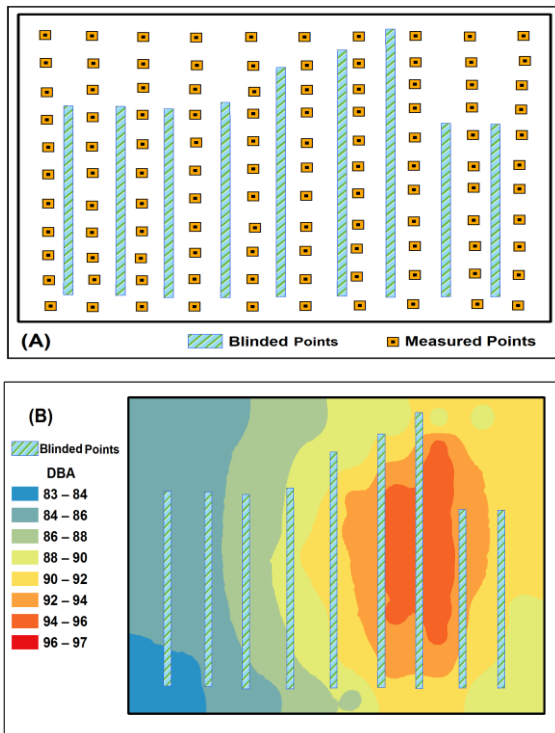 (A) Blinded Points Measured Points
(B)
Blinded Points
DBA
83 – 84
84 – 86
86 – 88
88 – 90
90 – 92
92 – 94
94 – 96
96 – 97